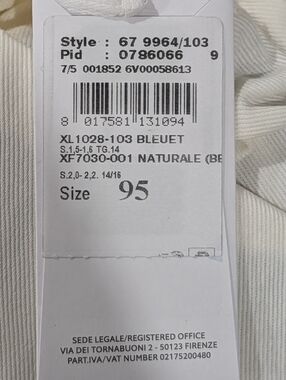 Style : 67 9964/103
Pid : 0786066 9
7/5 001852 6V00058613
8 017581 131094
XL1028-103 BLEUET
S.1,5-1,6 TG.14
XF7030-001 NATURALE (BE
S.2,0- 2,2. 14/16
Size 95
SEDE LEGALE/REGISTERED OFFICE
VIA DEI TORNABUONI 2 - 50123 FIRENZE
PART.IVA/VAT NUMBER 02175200480